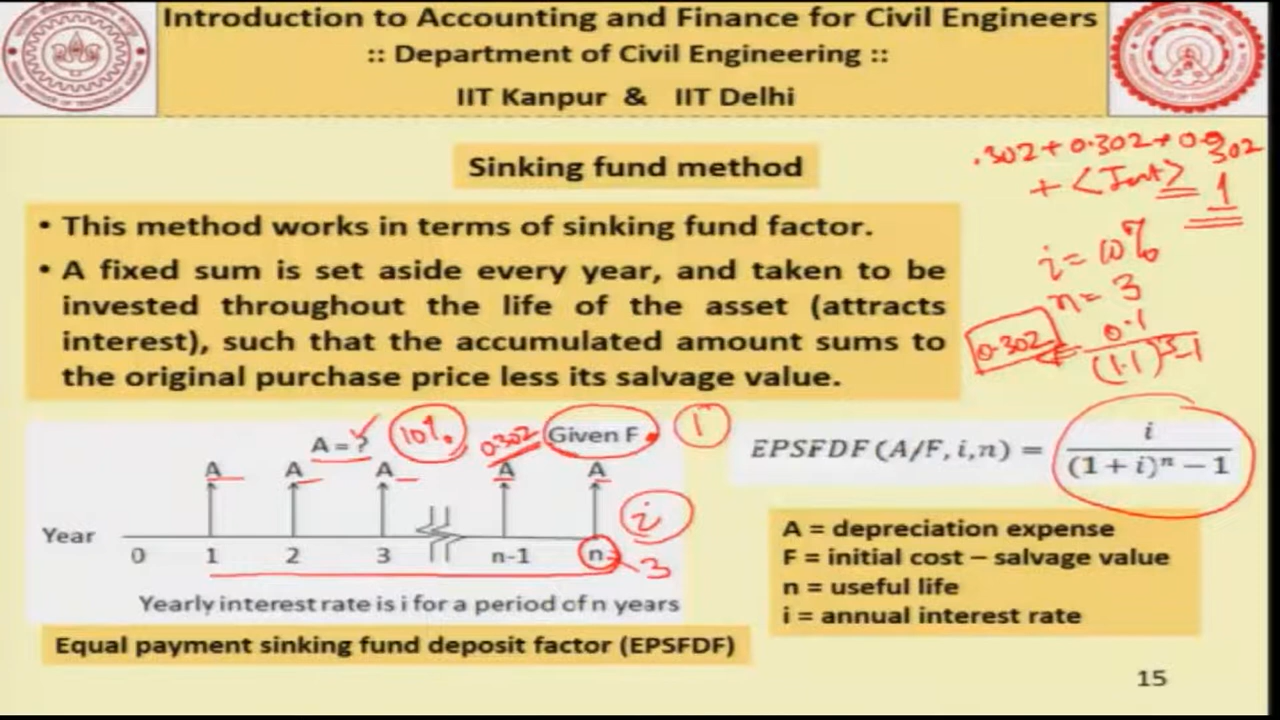 Introduction to Accounting and Finance for Civil Engineers
:: Department of Civil Engineering ::
IIT Kanpur & IIT Delhi
Sinking fund method
• This method works in terms of sinking fund factor.
• A fixed sum is set aside every year, and taken to be
invested throughout the life of the asset (attracts
interest), such that the accumulated amount sums to
the original purchase price less its salvage value.
.302 + 0.302 + 0.302
+ <Int> = 1
i = 10%
n = 3
0.302 ⇐ 0.1
(1.1)^3 - 1
A = ? 10% 0.302 Given F 1
A A A A A
i
Year
0 1 2 3 n-1 n = 3
Yearly interest rate is i for a period of n years
Equal payment sinking fund deposit factor (EPSFDF)
EPSFDF (A/F, i, n) = i
(1 + i)^n − 1
A = depreciation expense
F = initial cost – salvage value
n = useful life
i = annual interest rate
15